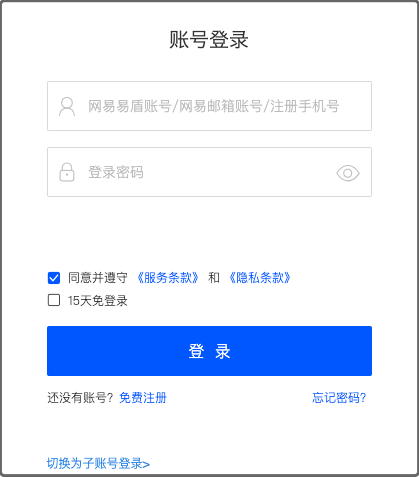 账号登录
网易易盾账号/网易邮箱账号/注册手机号
登录密码
同意并遵守 《服务条款》 和 《隐私条款》
15天免登录
登 录
还没有账号? 免费注册 忘记密码?
切换为子账号登录>